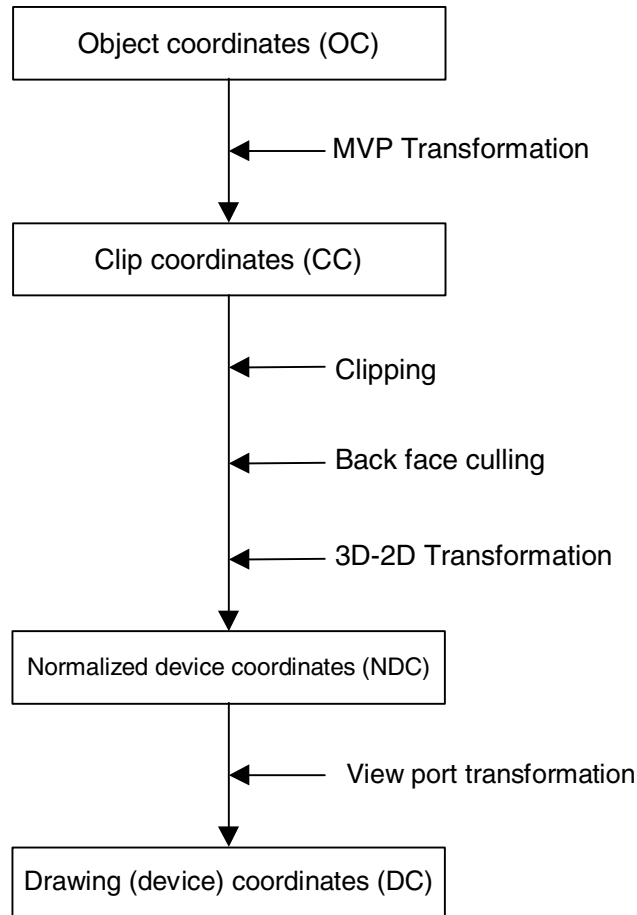 Object coordinates (OC)
MVP Transformation
Clip coordinates (CC)
Clipping
Back face culling
3D-2D Transformation
Normalized device coordinates (NDC)
View port transformation
Drawing (device) coordinates (DC)